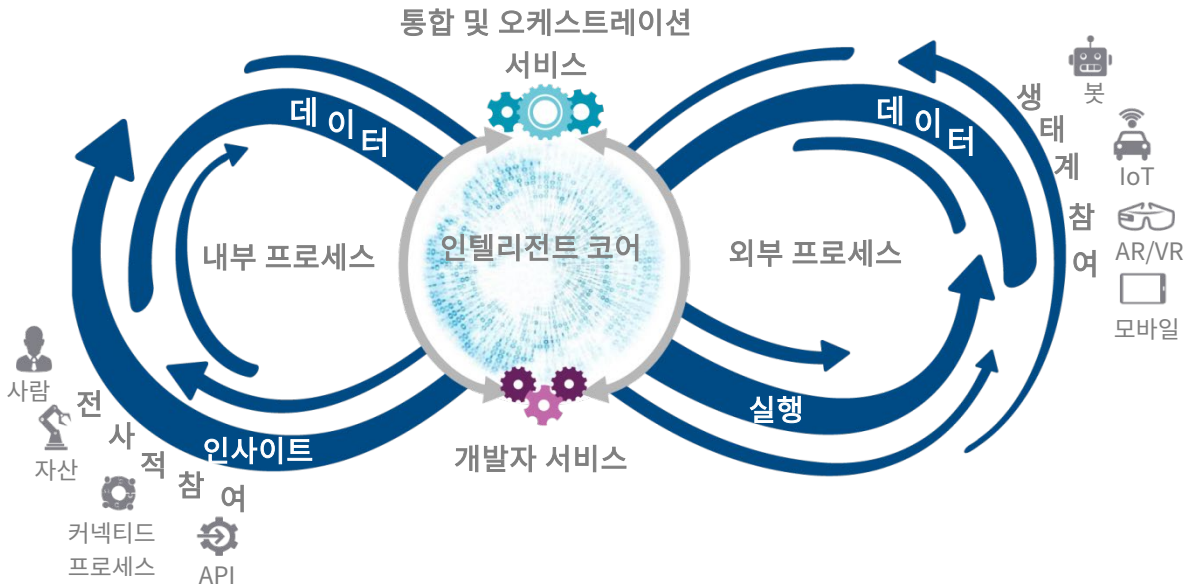 통합 및 오케스트레이션
서비스
데이터
데이터
생태계 참여
봇
IoT
AR/VR
모바일
내부 프로세스
인텔리전트 코어
외부 프로세스
사람
자산
커넥티드
프로세스
API
전사적 참여
인사이트
실행
개발자 서비스